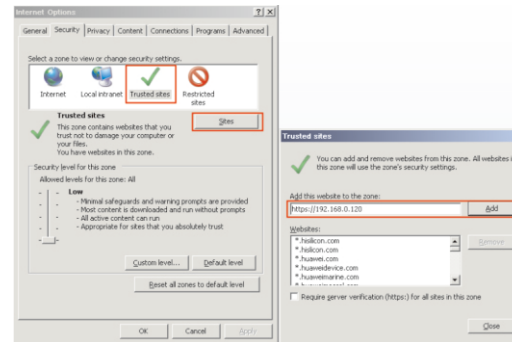 Internet Options
General Security Privacy Content Connections Programs Advanced
Select a zone to view or change security settings.
Internet Local intranet Trusted sites Restricted
sites
Trusted sites
Sites
This zone contains websites that you
trust not to damage your computer or
your files.
You have websites in this zone.
Security level for this zone
Allowed levels for this zone: All
Low
- Minimal safeguards and warning prompts are provided
- Most content is downloaded and run without prompts
- All active content can run
- Appropriate for sites that you absolutely trust
Custom level... Default level
Reset all zones to default level
OK Cancel Apply
Trusted sites
You can add and remove websites from this zone. All websites i
this zone will use the zone's security settings.
Add this website to the zone:
https://192.168.0.120 Add
Websites:
*.hisilicon.com Remove
*.hislicon.com
*.huawei.com
*.huaweidevice.com
*.huaweimarine.com
Require server verification (https:) for all sites in this zone
Close